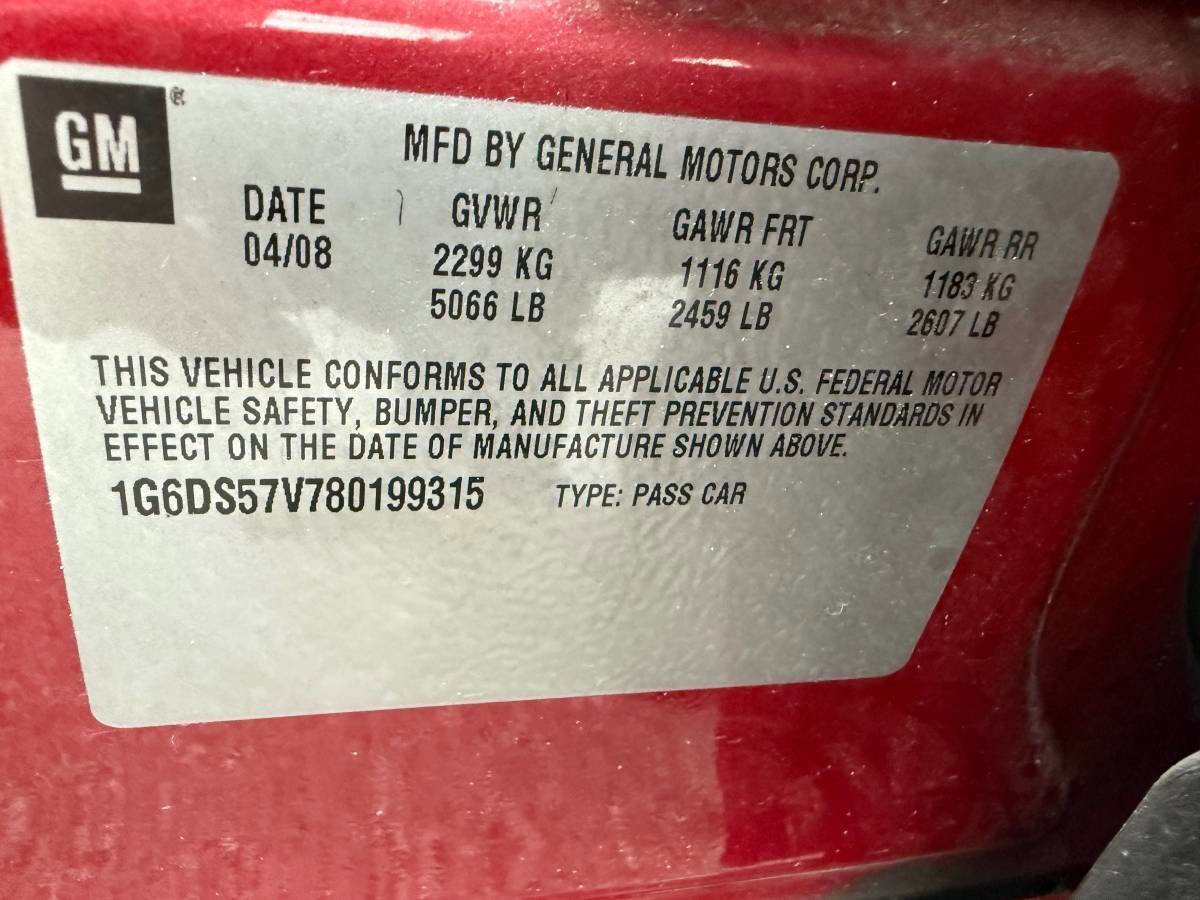 GM ®
MFD BY GENERAL MOTORS CORP.
DATE GVWR GAWR FRT GAWR RR
04/08 2299 KG 1116 KG 1183 KG
5066 LB 2459 LB 2607 LB
THIS VEHICLE CONFORMS TO ALL APPLICABLE U.S. FEDERAL MOTOR
VEHICLE SAFETY, BUMPER, AND THEFT PREVENTION STANDARDS IN
EFFECT ON THE DATE OF MANUFACTURE SHOWN ABOVE.
1G6DS57V780199315 TYPE: PASS CAR